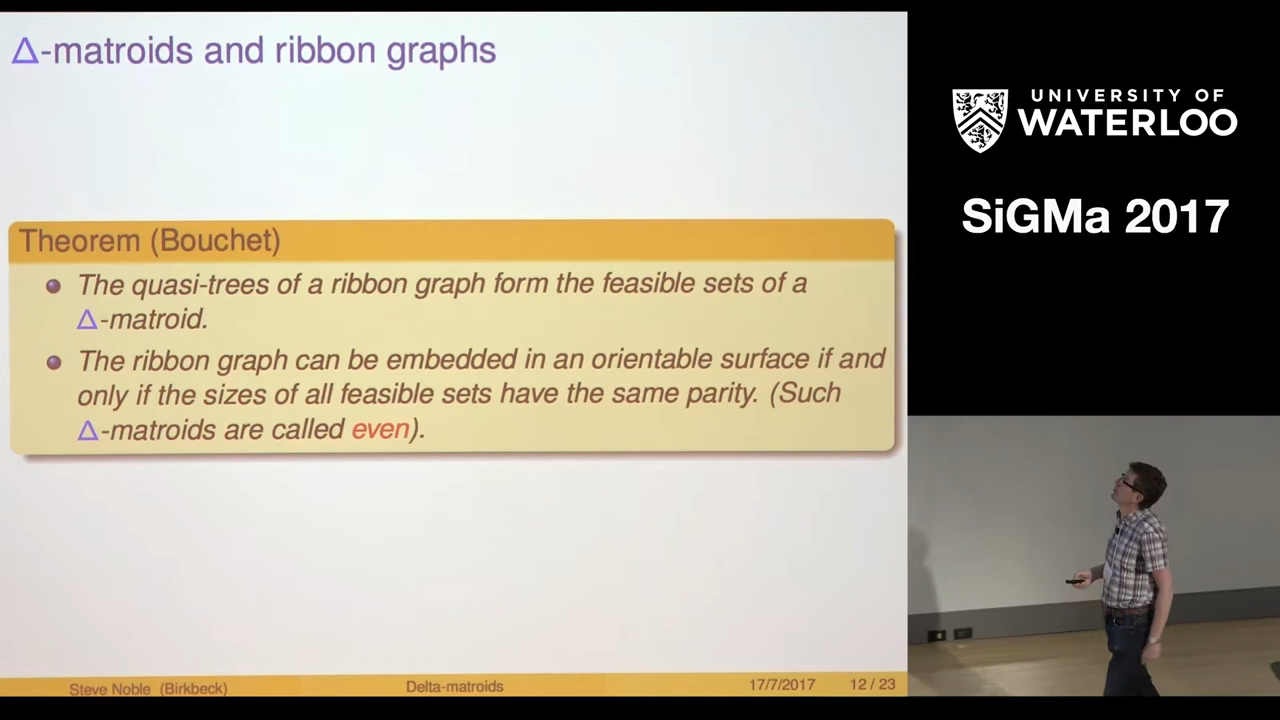 Δ-matroids and ribbon graphs
Theorem (Bouchet)
The quasi-trees of a ribbon graph form the feasible sets of a
Δ-matroid.
The ribbon graph can be embedded in an orientable surface if and
only if the sizes of all feasible sets have the same parity. (Such
Δ-matroids are called even).
Steve Noble (Birkbeck)
Delta-matroids
17/7/2017
12 / 23
UNIVERSITY OF
WATERLOO
SiGMa 2017